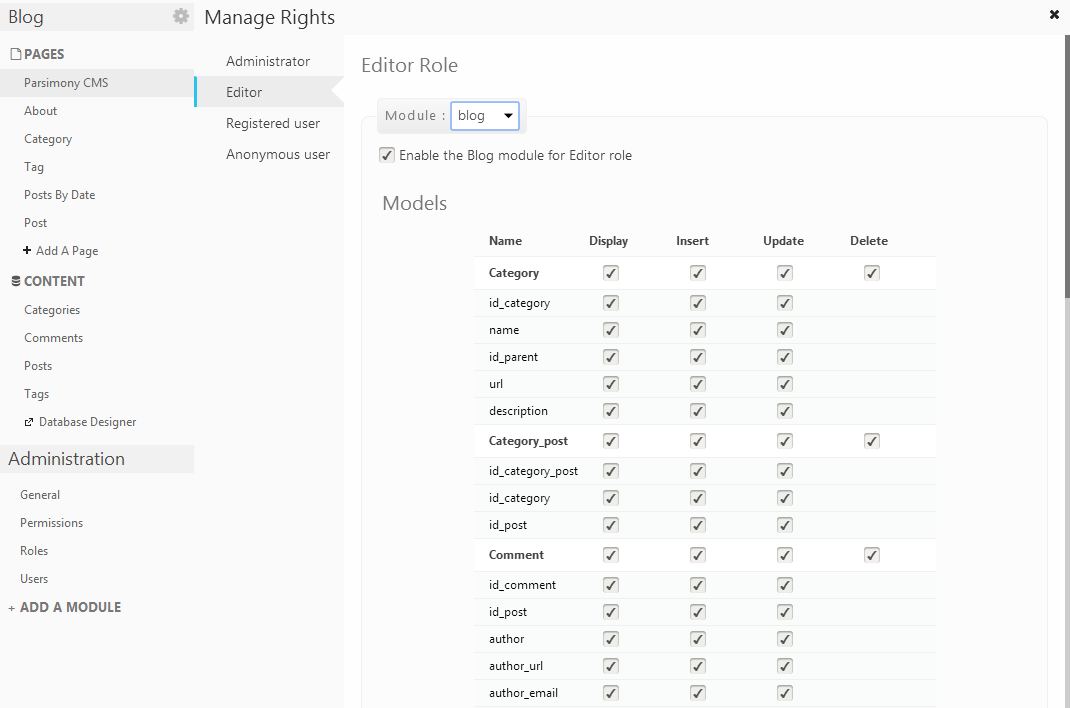 Blog
PAGES
Parsimony CMS
About
Category
Tag
Posts By Date
Post
+ Add A Page
CONTENT
Categories
Comments
Posts
Tags
Database Designer
Administration
General
Permissions
Roles
Users
+ ADD A MODULE
Manage Rights
Administrator
Editor
Registered user
Anonymous user
Editor Role
Module : blog
Enable the Blog module for Editor role
Models
Name Display Insert Update Delete
Category
id_category
name
id_parent
url
description
Category_post
id_category_post
id_category
id_post
Comment
id_comment
id_post
author
author_url
author_email